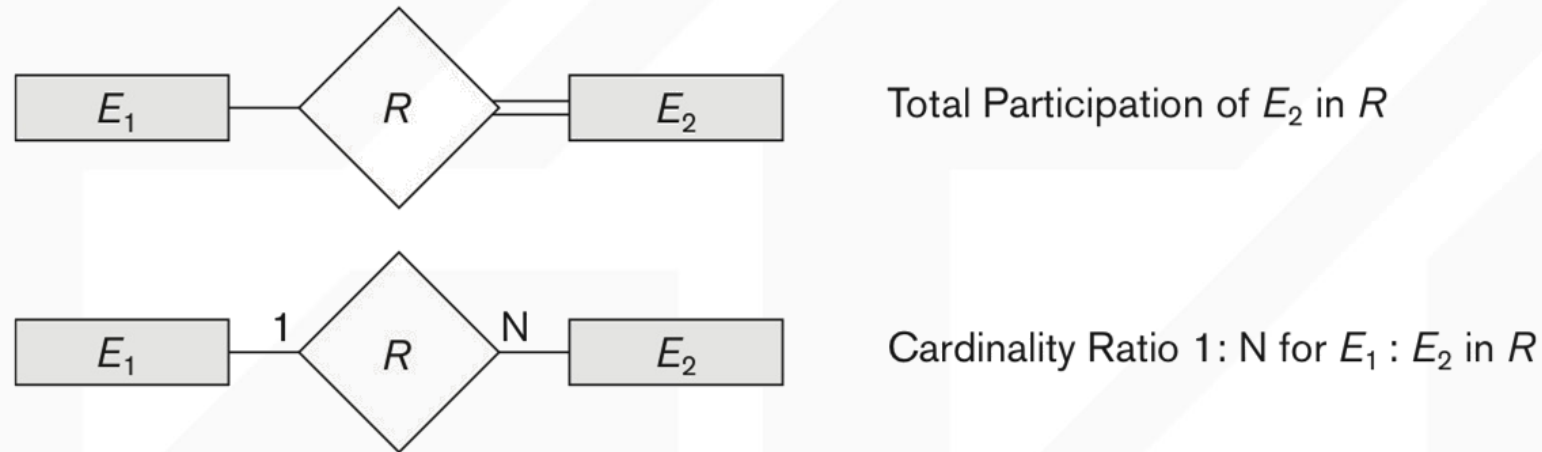 E₁ R E₂ Total Participation of E₂ in R
1 N
E₁ R E₂ Cardinality Ratio 1: N for E₁ : E₂ in R